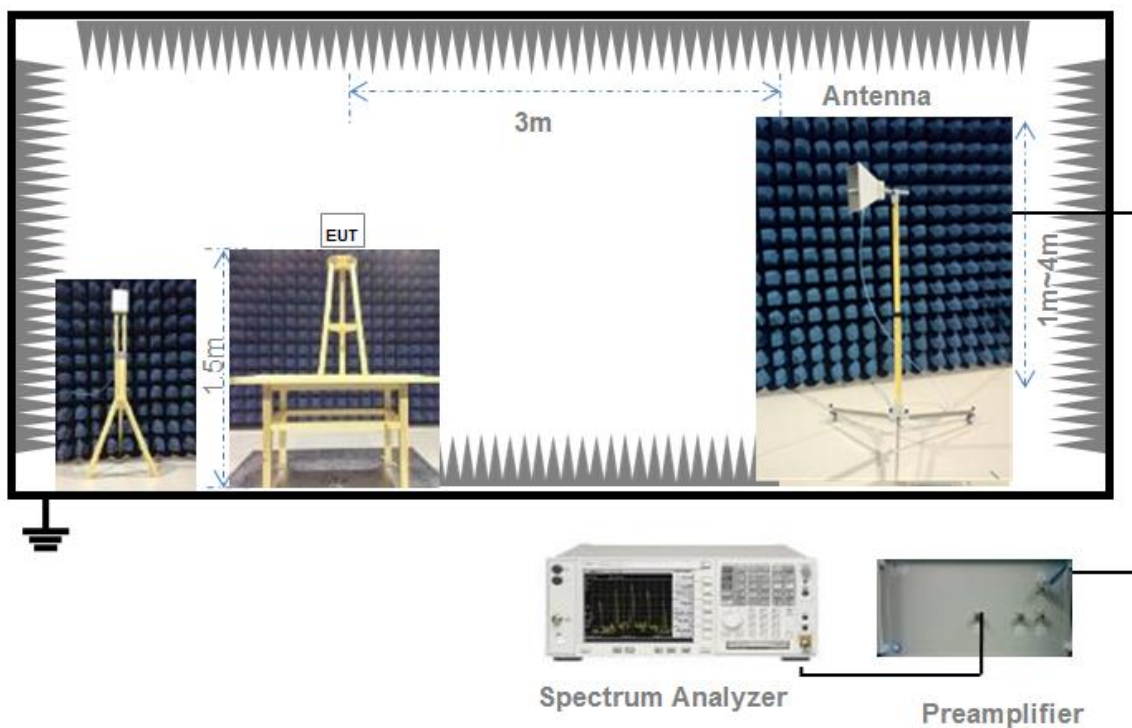 Antenna
3m
EUT
1.5m
1m~4m
Spectrum Analyzer
Preamplifier